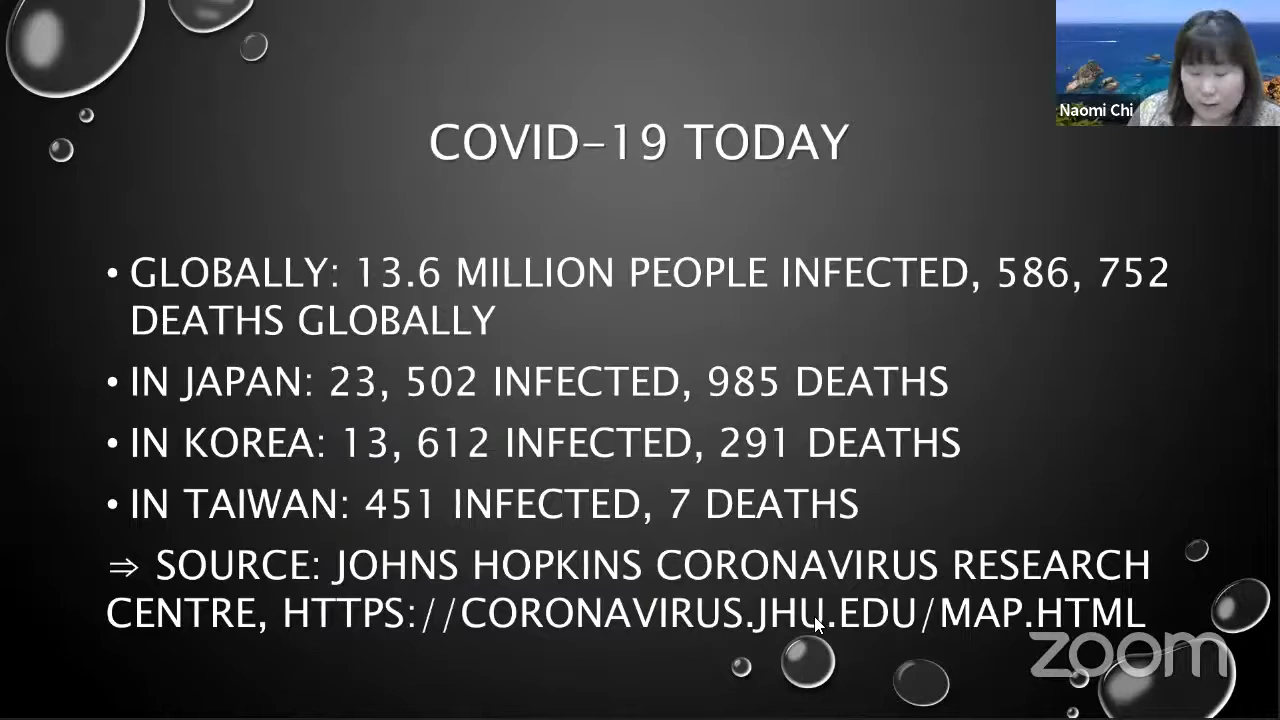 Naomi Chi
COVID-19 TODAY
• GLOBALLY: 13.6 MILLION PEOPLE INFECTED, 586, 752
DEATHS GLOBALLY
• IN JAPAN: 23, 502 INFECTED, 985 DEATHS
• IN KOREA: 13, 612 INFECTED, 291 DEATHS
• IN TAIWAN: 451 INFECTED, 7 DEATHS
⇒ SOURCE: JOHNS HOPKINS CORONAVIRUS RESEARCH
CENTRE, HTTPS://CORONAVIRUS.JHU.EDU/MAP.HTML
zoom